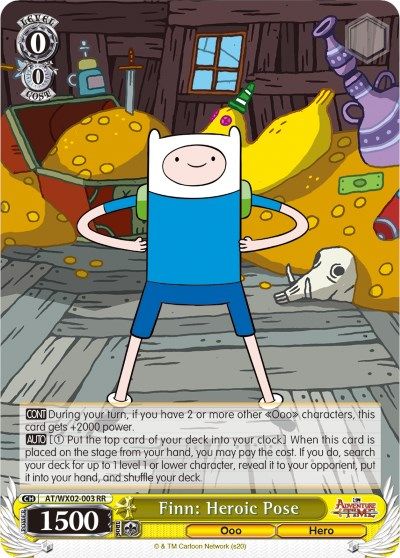 LEVEL
0
0
COST
CONT During your turn, if you have 2 or more other «Ooo» characters, this
card gets +2000 power.
AUTO [① Put the top card of your deck into your clock] When this card is
placed on the stage from your hand, you may pay the cost. If you do, search
your deck for up to 1 level 1 or lower character, reveal it to your opponent, put
it into your hand, and shuffle your deck.
CH AT/WX02-003 RR
POWER 1500 SOUL
Finn: Heroic Pose
Ooo Hero
ADVENTURE TIME
© & TM Cartoon Network (s20)